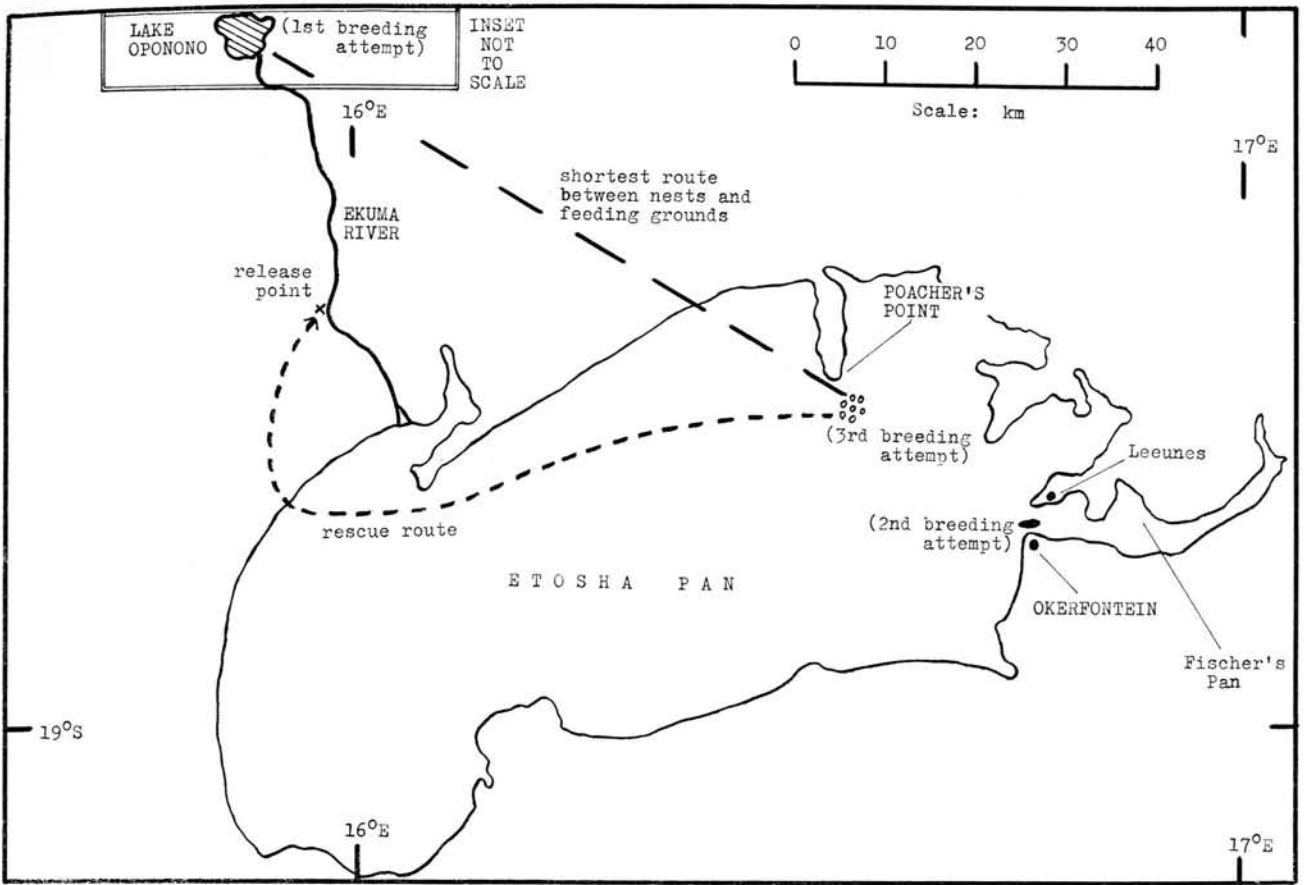 LAKE
OPONONO
(1st breeding
attempt)
INSET
NOT
TO
SCALE
0 10 20 30 40
Scale: km
16°E
17°E
shortest route
between nests and
feeding grounds
EKUMA
RIVER
release
point
POACHER'S
POINT
(3rd breeding
attempt)
Leeunes
rescue route
(2nd breeding
attempt)
ETOSHA PAN
OKERFONTEIN
Fischer's
Pan
19°S
16°E
17°E